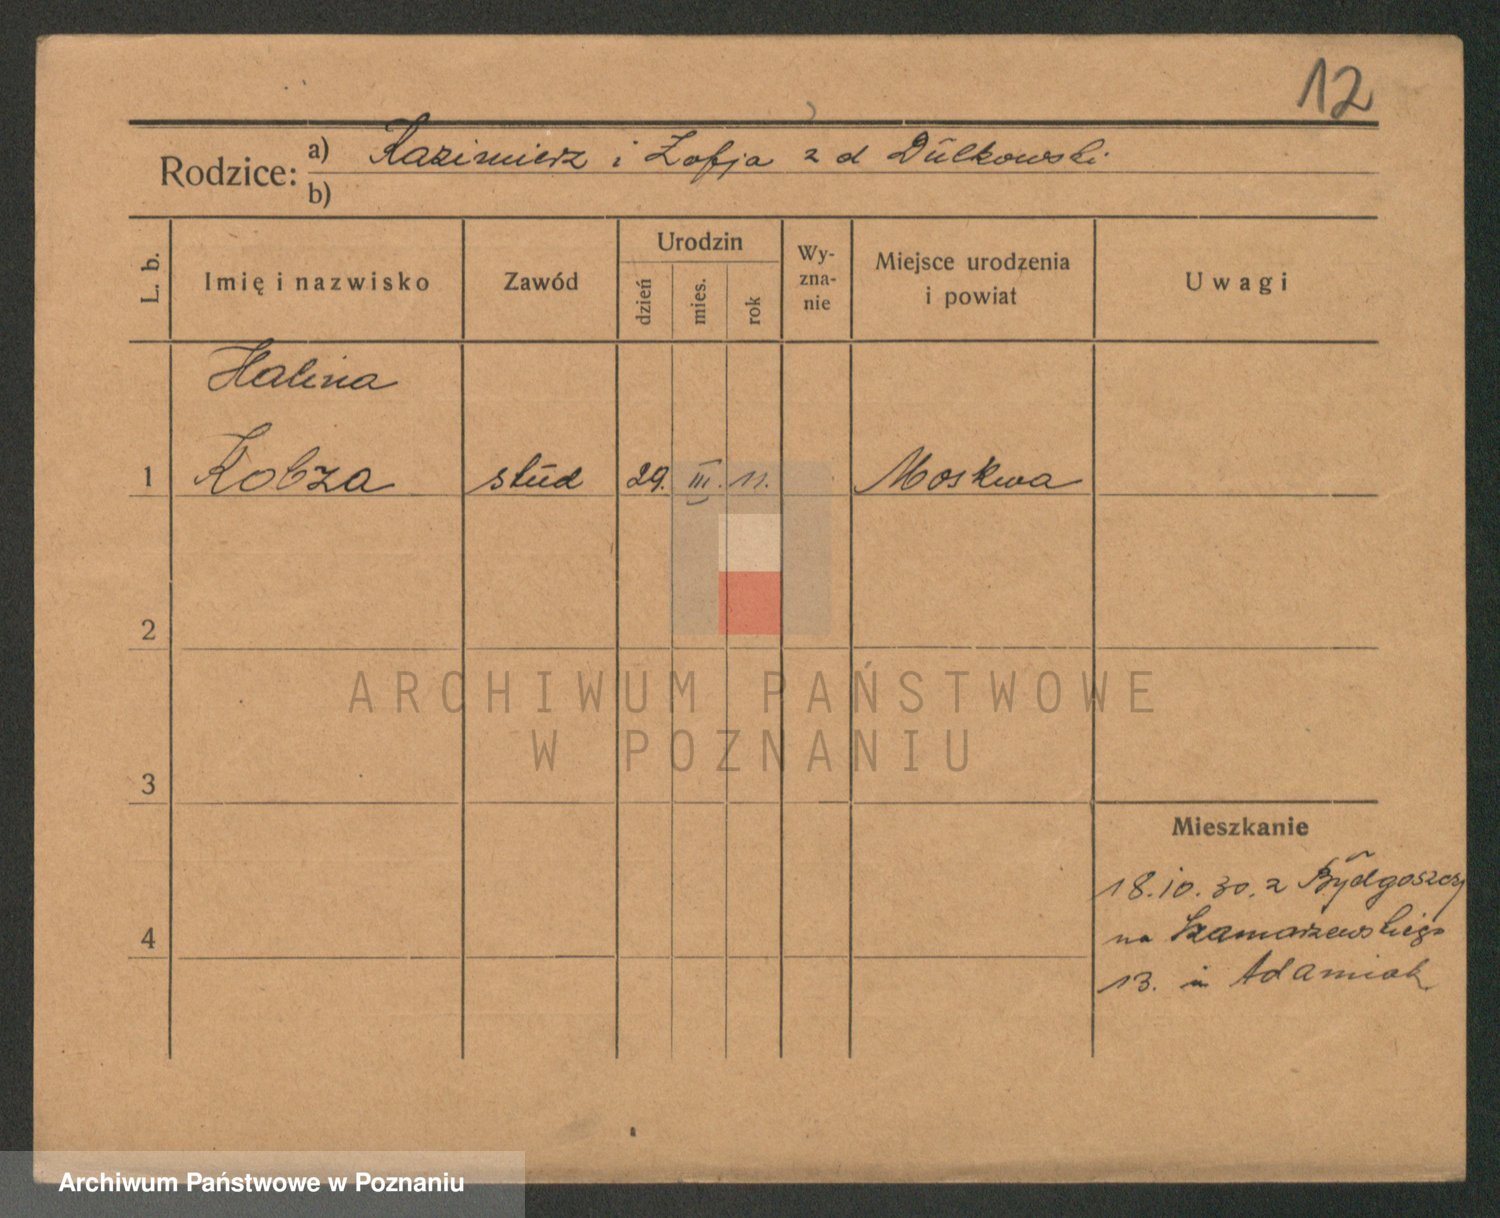 12
Rodzice: a) Kazimierz i Zofja z d Dulkowski
b)
L. b.
Imię i nazwisko
Zawód
Urodzin
dzień
mies.
rok
Wy-
zna-
nie
Miejsce urodzenia
i powiat
Uwagi
Halina
1 Kobza stud 29. III. 11. Moskwa
2
ARCHIWUM PAŃSTWOWE
W POZNANIU
3
Mieszkanie
18.10.30. z Bydgoszczy
4 na Szamarzewskiego
13. u Adamiak
Archiwum Państwowe w Poznaniu